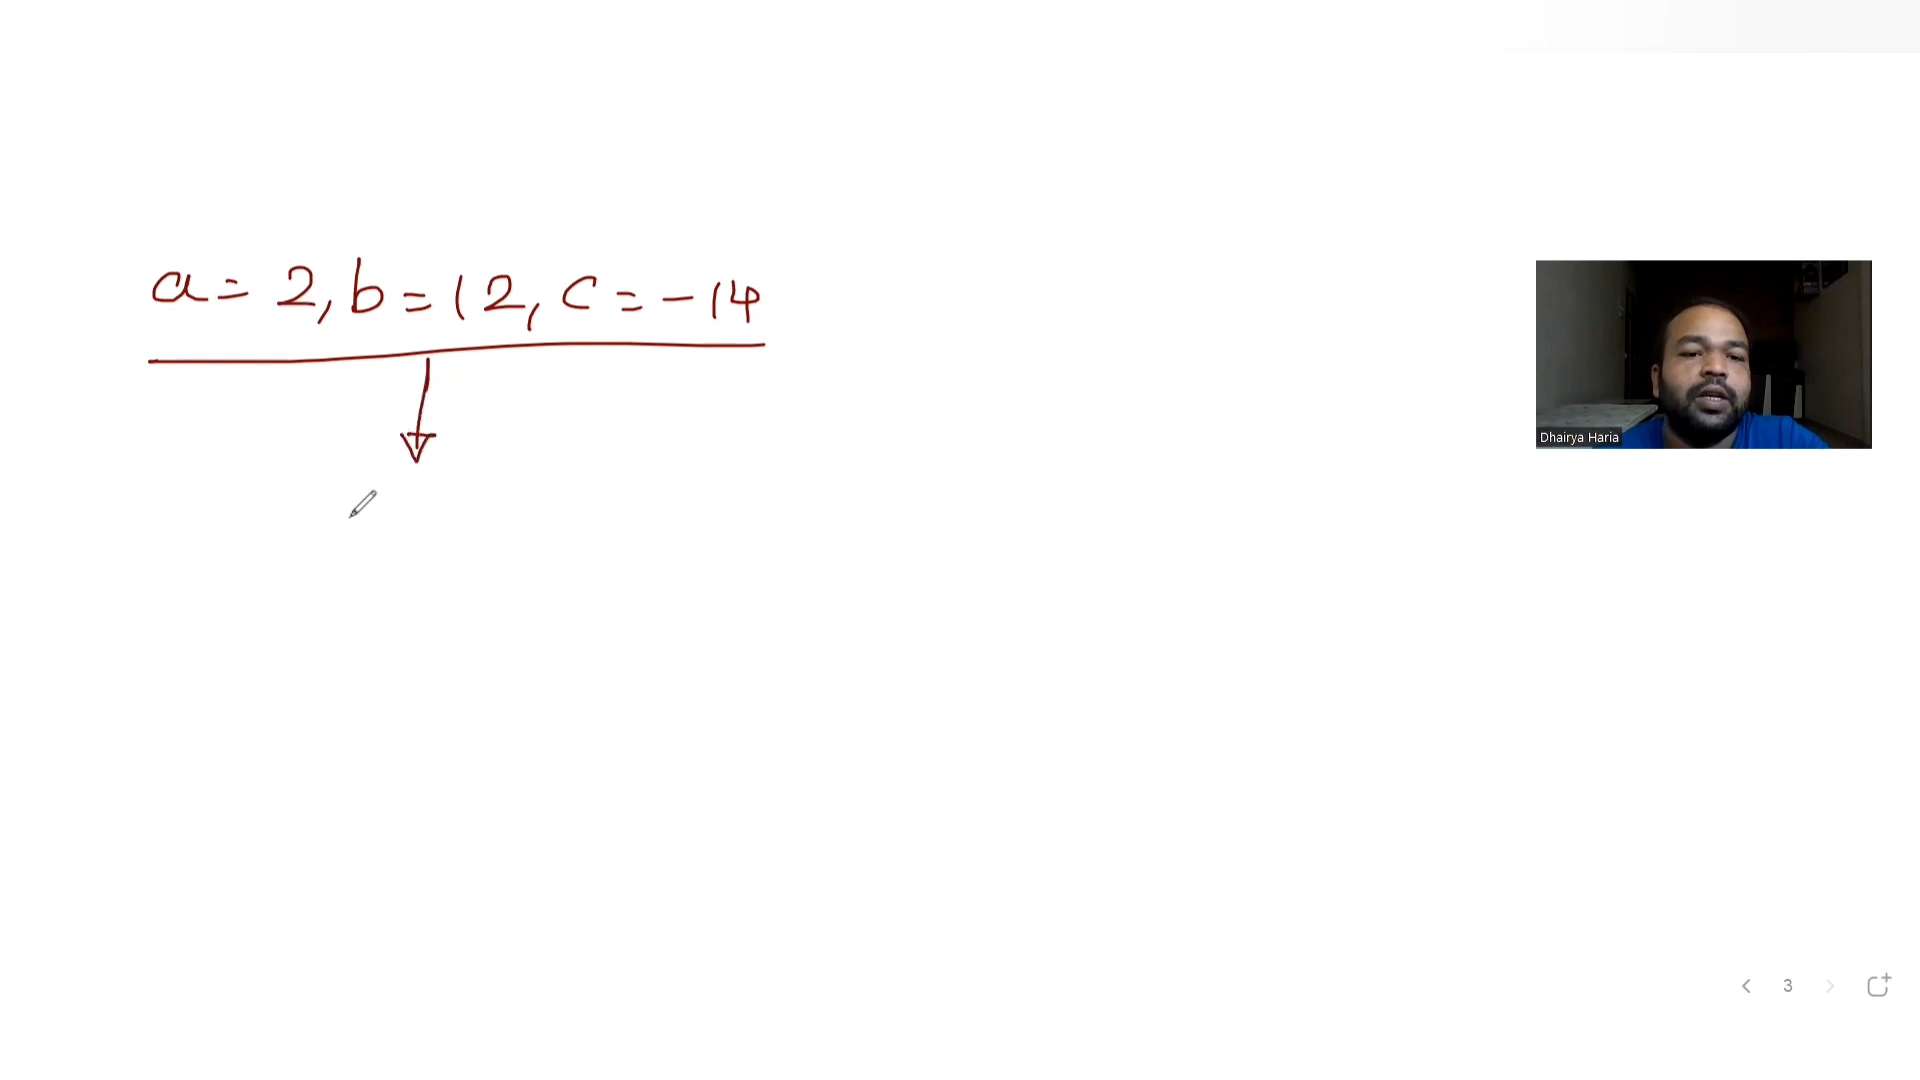 a = 2, b = 12, c = -14
Dhairya Haria
3